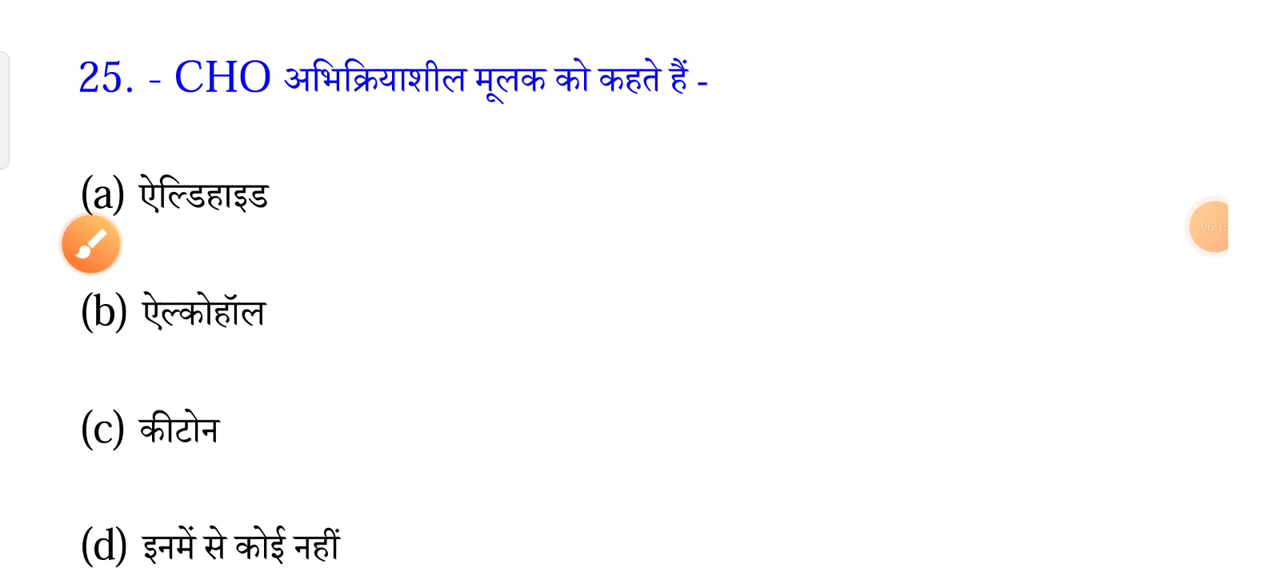 25. - CHO अभिक्रियाशील मूलक को कहते हैं -
(a) ऐल्डिहाइड
(b) ऐल्कोहॉल
(c) कीटोन
(d) इनमें से कोई नहीं